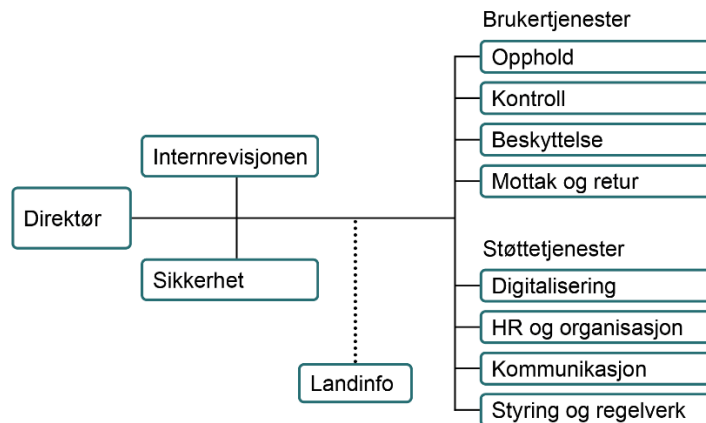 Brukertjenester
Opphold
Kontroll
Beskyttelse
Mottak og retur
Internrevisjonen
Direktør
Sikkerhet
Landinfo
Støttetjenester
Digitalisering
HR og organisasjon
Kommunikasjon
Styring og regelverk